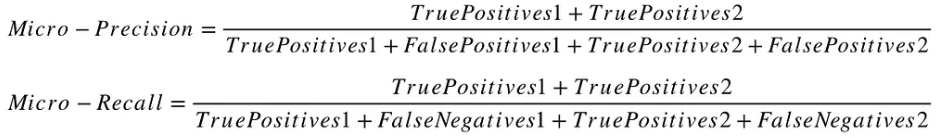 Micro − Precision = TruePositives1 + TruePositives2
TruePositives1 + FalsePositives1 + TruePositives2 + FalsePositives2
Micro − Recall = TruePositives1 + TruePositives2
TruePositives1 + FalseNegatives1 + TruePositives2 + FalseNegatives2